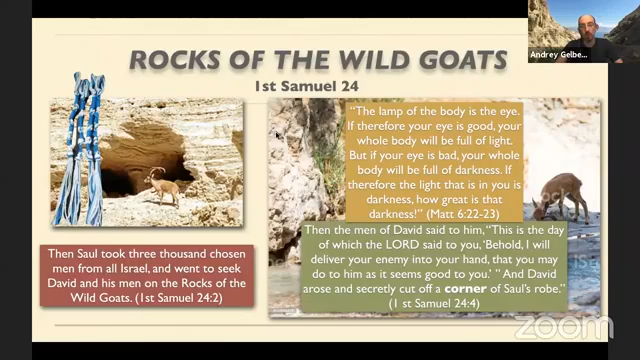 ROCKS OF THE WILD GOATS
1st Samuel 24
Andrey Gelbe...
"The lamp of the body is the eye.
If therefore your eye is good, your
whole body will be full of light.
But if your eye is bad, your whole
body will be full of darkness. If
therefore the light that is in you is
darkness, how great is that
darkness!" (Matt 6:22-23)
Then the men of David said to him, "This is the day
of which the LORD said to you, 'Behold, I will
deliver your enemy into your hand, that you may
do to him as it seems good to you.' " And David
arose and secretly cut off a corner of Saul's robe."
(1 st Samuel 24:4)
Then Saul took three thousand chosen
men from all Israel, and went to seek
David and his men on the Rocks of the
Wild Goats. (1st Samuel 24:2)
zoom